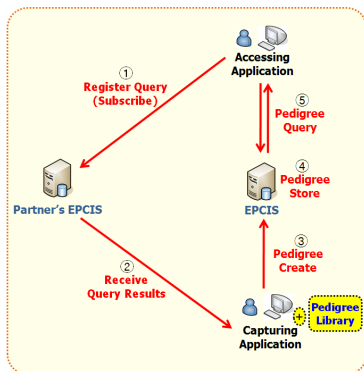 Accessing
Application
①
Register Query
(Subscribe)
⑤
Pedigree
Query
④
Pedigree
Store
Partner's EPCIS
EPCIS
②
Receive
Query Results
③
Pedigree
Create
+
Pedigree
Library
Capturing
Application